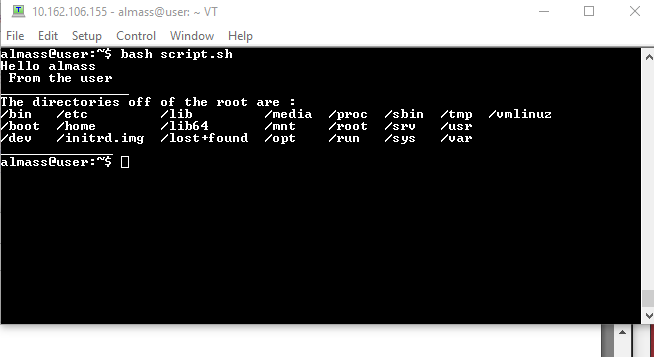 10.162.106.155 - almass@user: ~ VT
File Edit Setup Control Window Help
almass@user:~$ bash script.sh
Hello almass
 From the user
________________
The directories off of the root are :
/bin /etc /lib /media /proc /sbin /tmp /vmlinuz
/boot /home /lib64 /mnt /root /srv /usr
/dev /initrd.img /lost+found /opt /run /sys /var
______________
almass@user:~$